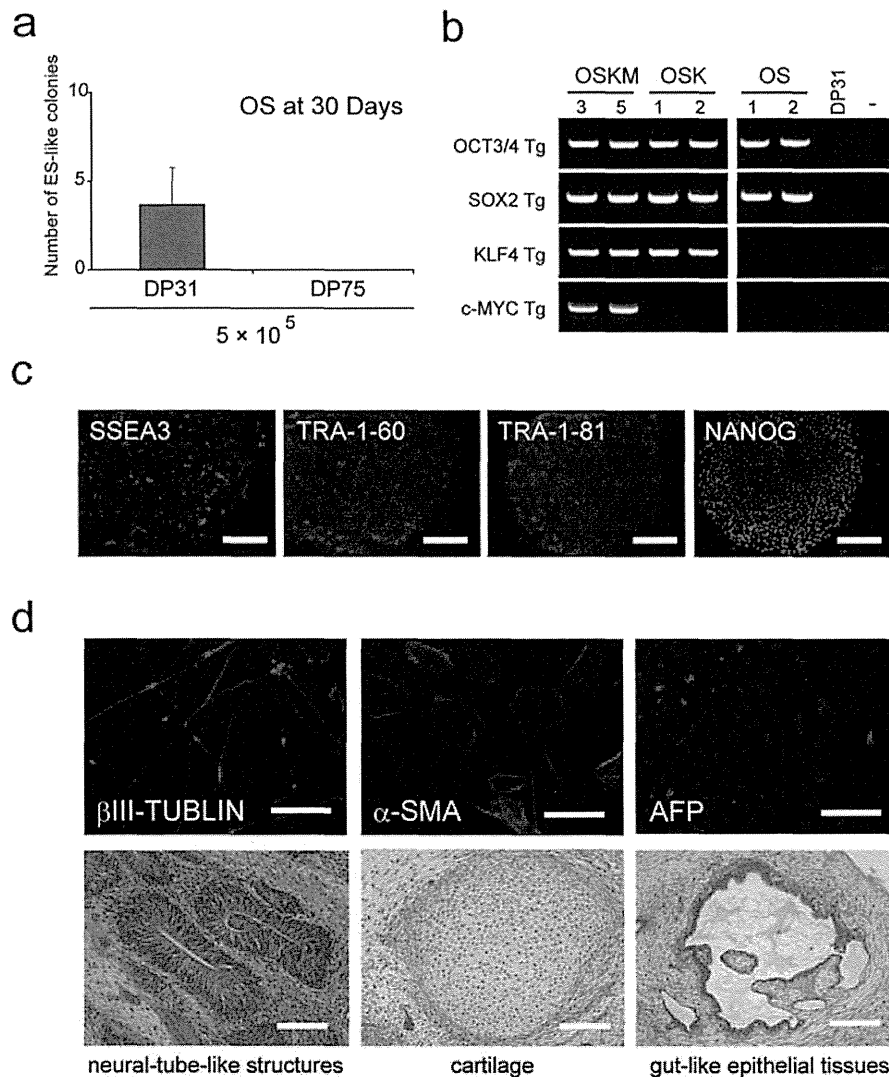 a
Number of ES-like colonies
10
5
0
OS at 30 Days
DP31 DP75
5 × 10^5
b
OSKM OSK OS DP31 -
3 5 1 2 1 2
OCT3/4 Tg
SOX2 Tg
KLF4 Tg
c-MYC Tg
c
SSEA3 TRA-1-60 TRA-1-81 NANOG
d
βIII-TUBLIN α-SMA AFP
neural-tube-like structures cartilage gut-like epithelial tissues